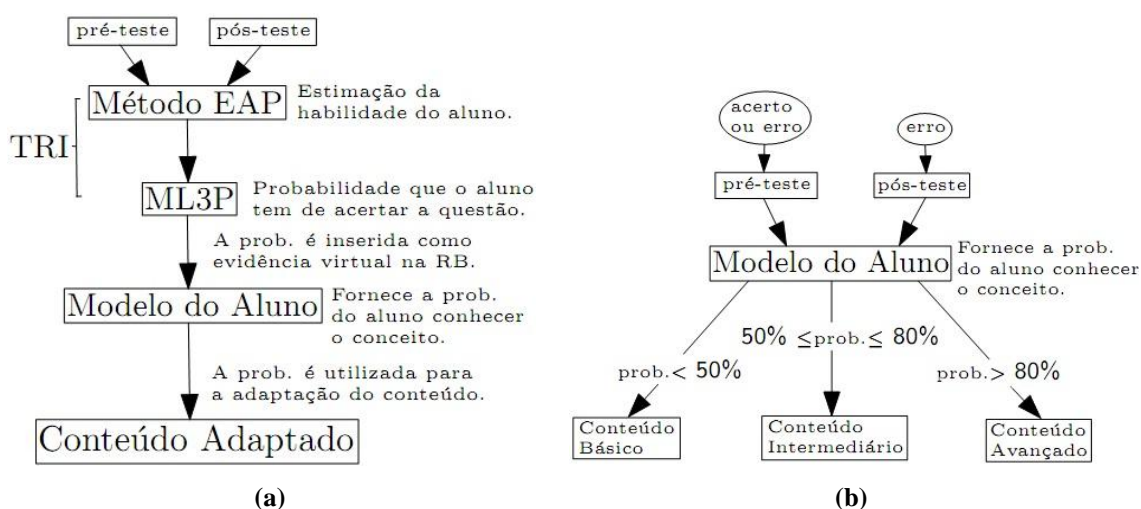 pré-teste
pós-teste
Método EAP
Estimação da
habilidade do aluno.
TRI
ML3P
Probabilidade que o aluno
tem de acertar a questão.
A prob. é inserida como
evidência virtual na RB.
Modelo do Aluno
Fornece a prob.
do aluno conhecer
o conceito.
A prob. é utilizada para
a adaptação do conteúdo.
Conteúdo Adaptado
(a)
acerto
ou erro
erro
pré-teste
pós-teste
Modelo do Aluno
Fornece a prob.
do aluno conhecer
o conceito.
prob.< 50%
50% ≤prob.≤ 80%
prob.> 80%
Conteúdo
Básico
Conteúdo
Intermediário
Conteúdo
Avançado
(b)